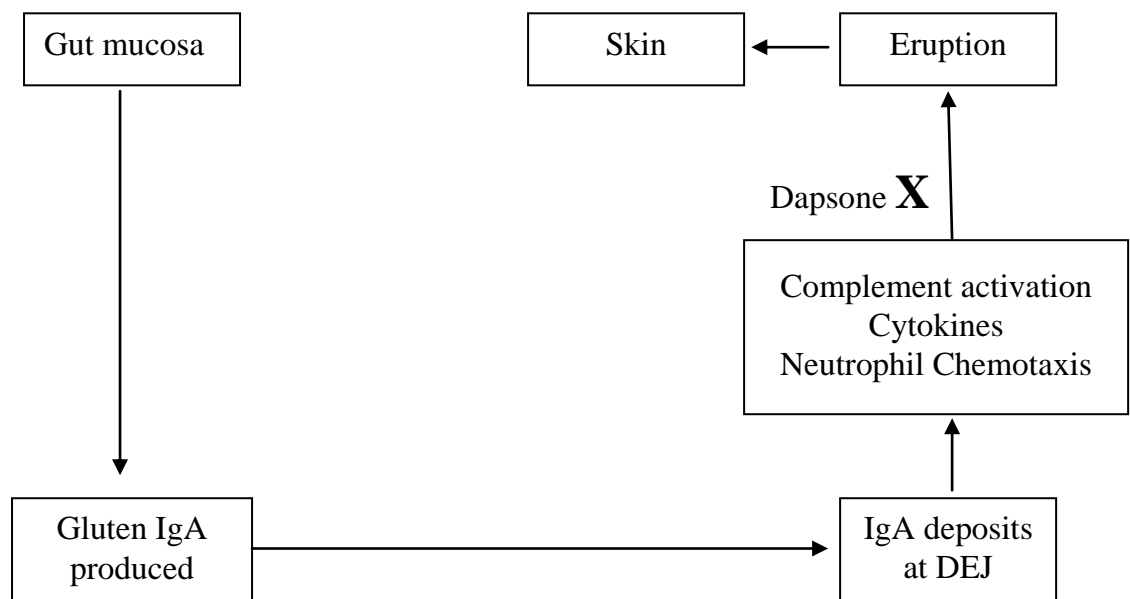 Gut mucosa
Skin
Eruption
Dapsone X
Complement activation
Cytokines
Neutrophil Chemotaxis
Gluten IgA
produced
IgA deposits
at DEJ